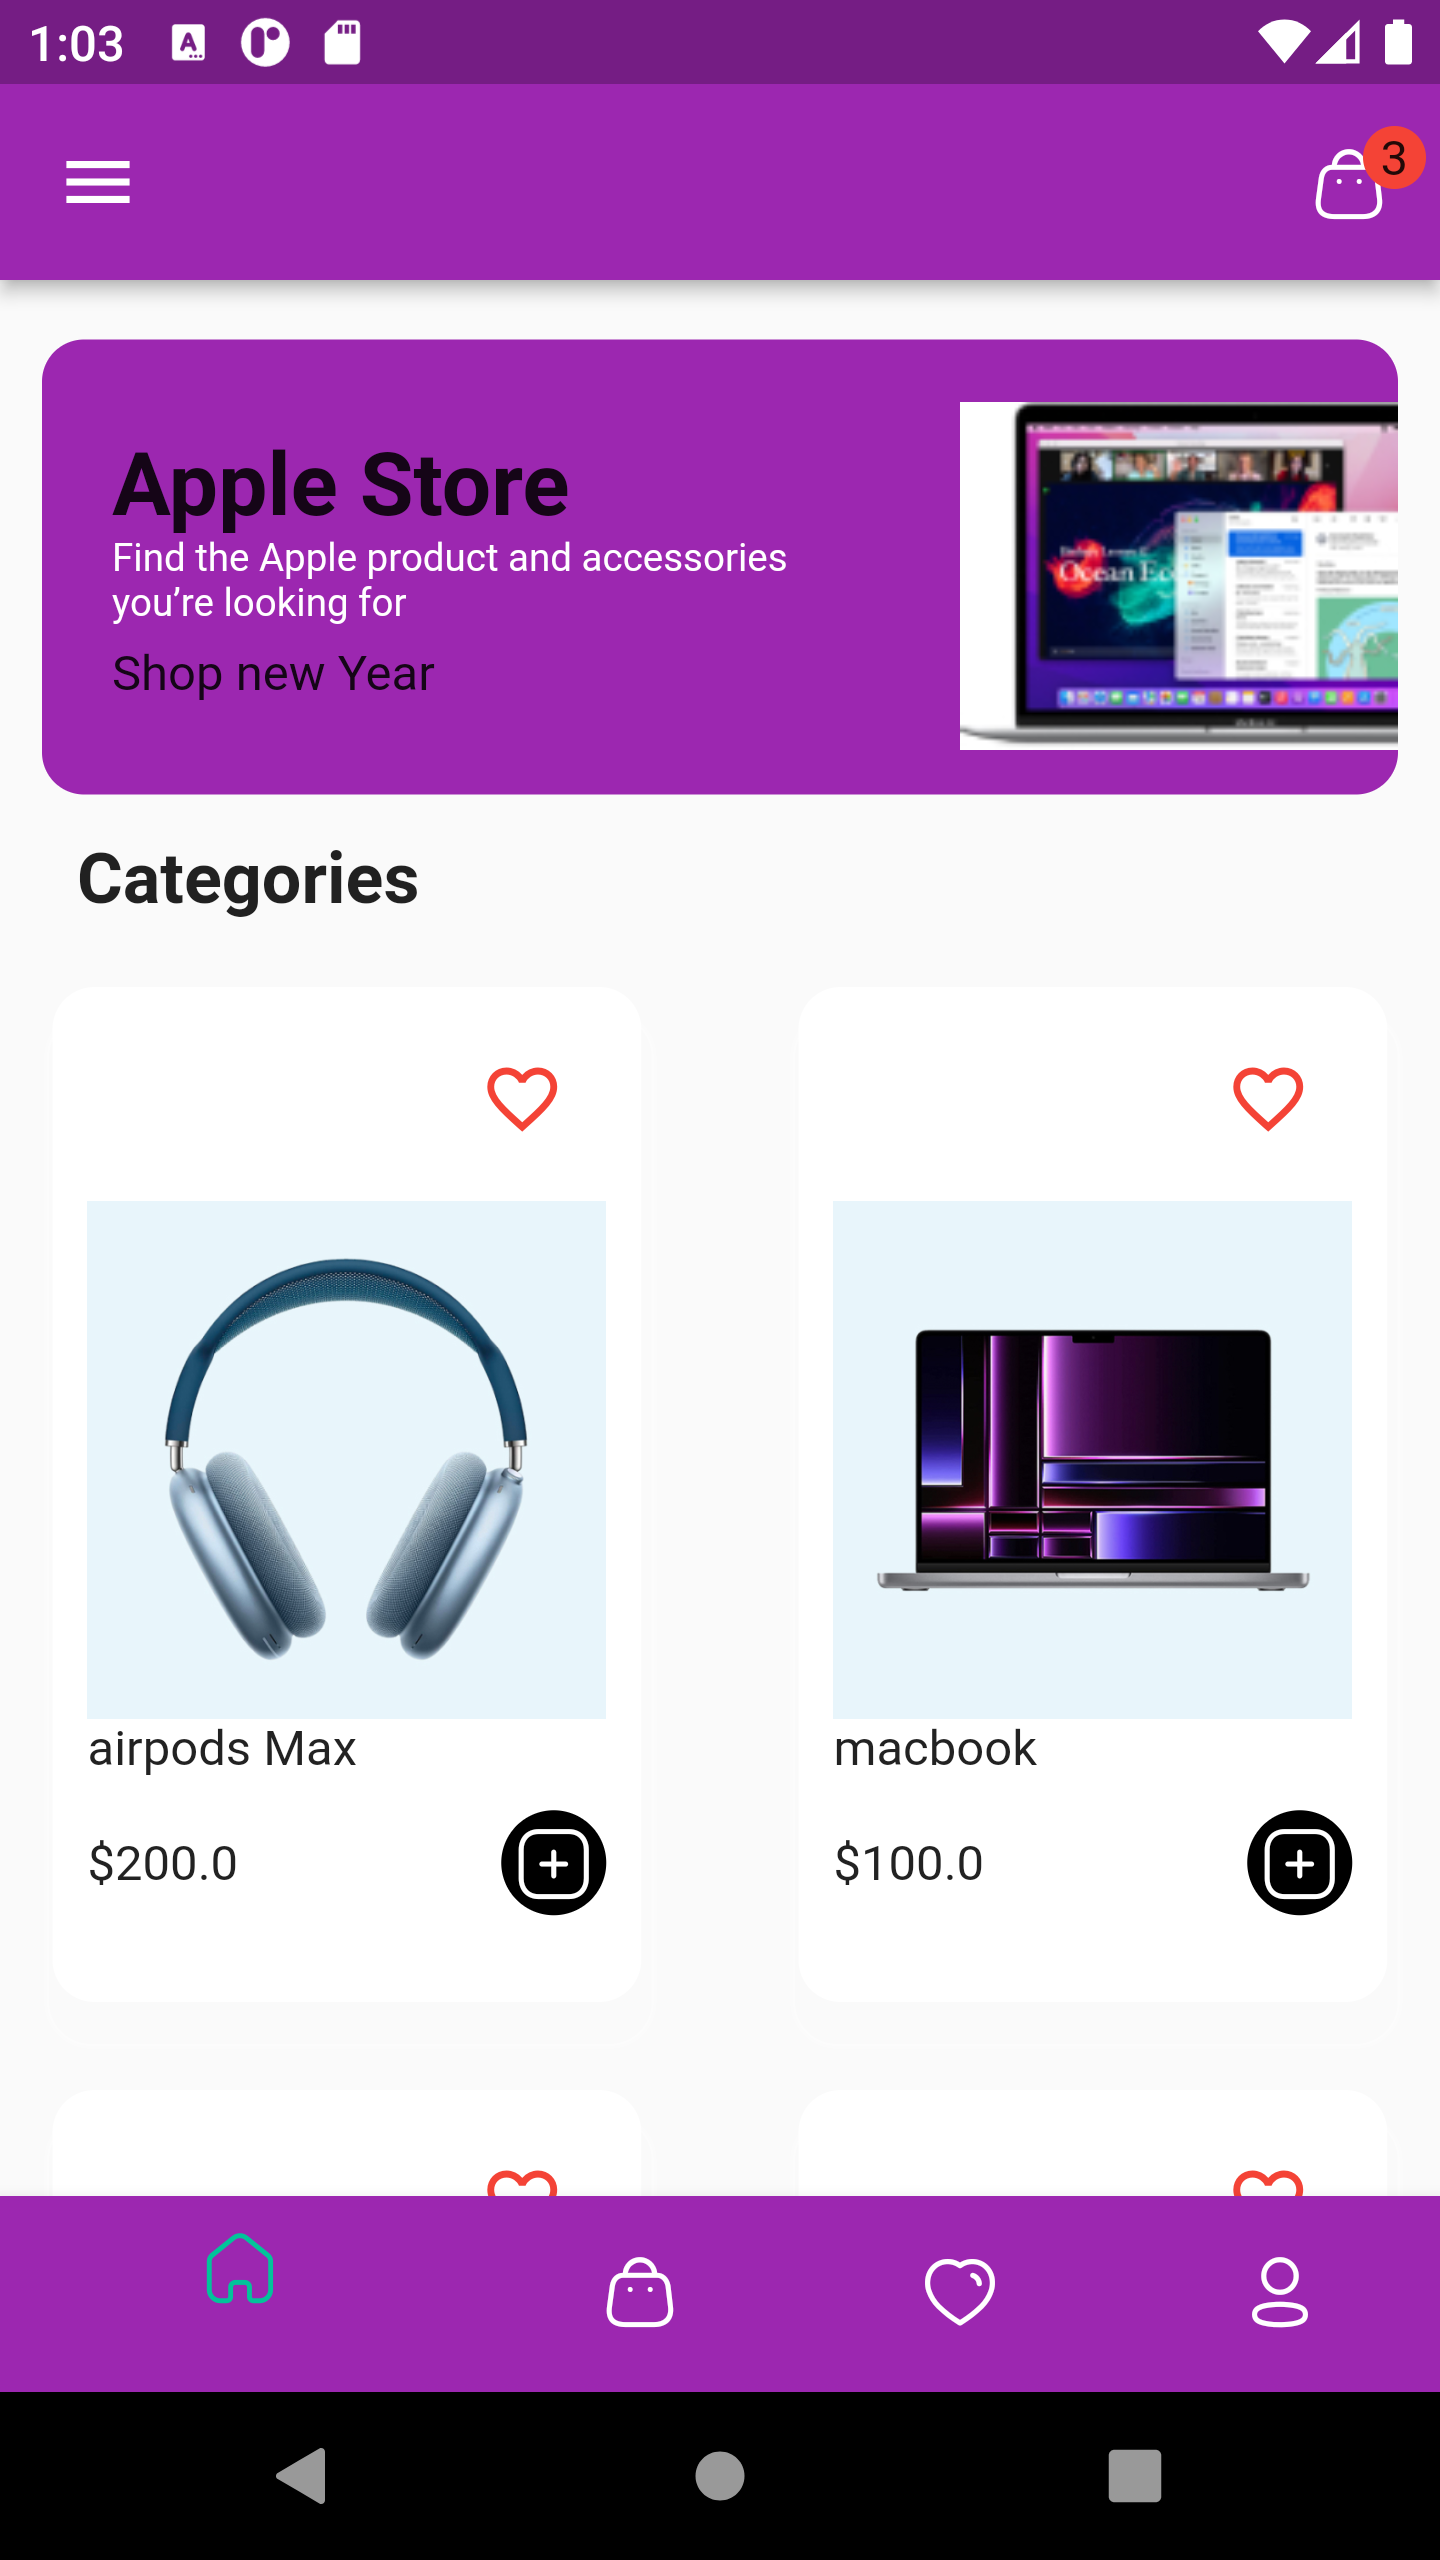 1:03
3
Apple Store
Find the Apple product and accessories
you’re looking for
Shop new Year
Categories
airpods Max
macbook
$200.0
$100.0